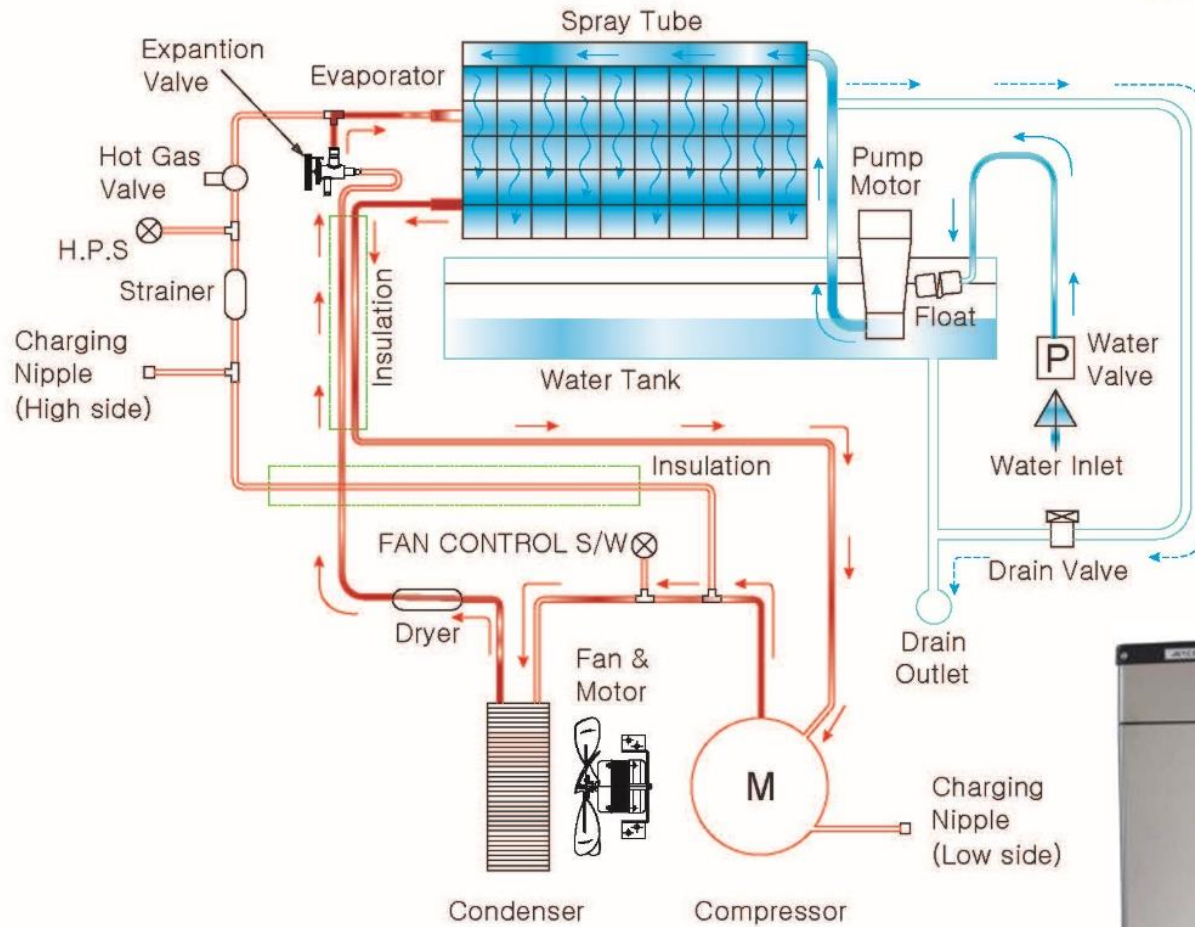 Spray Tube
Expantion
Valve
Evaporator
Hot Gas
Valve
Pump
Motor
H.P.S
Strainer
Insulation
Float
Charging
Nipple
(High side)
Water Tank
P
Water
Valve
Insulation
Water Inlet
FAN CONTROL S/W
Drain Valve
Dryer
Fan &
Motor
Drain
Outlet
M
Charging
Nipple
(Low side)
Condenser
Compressor